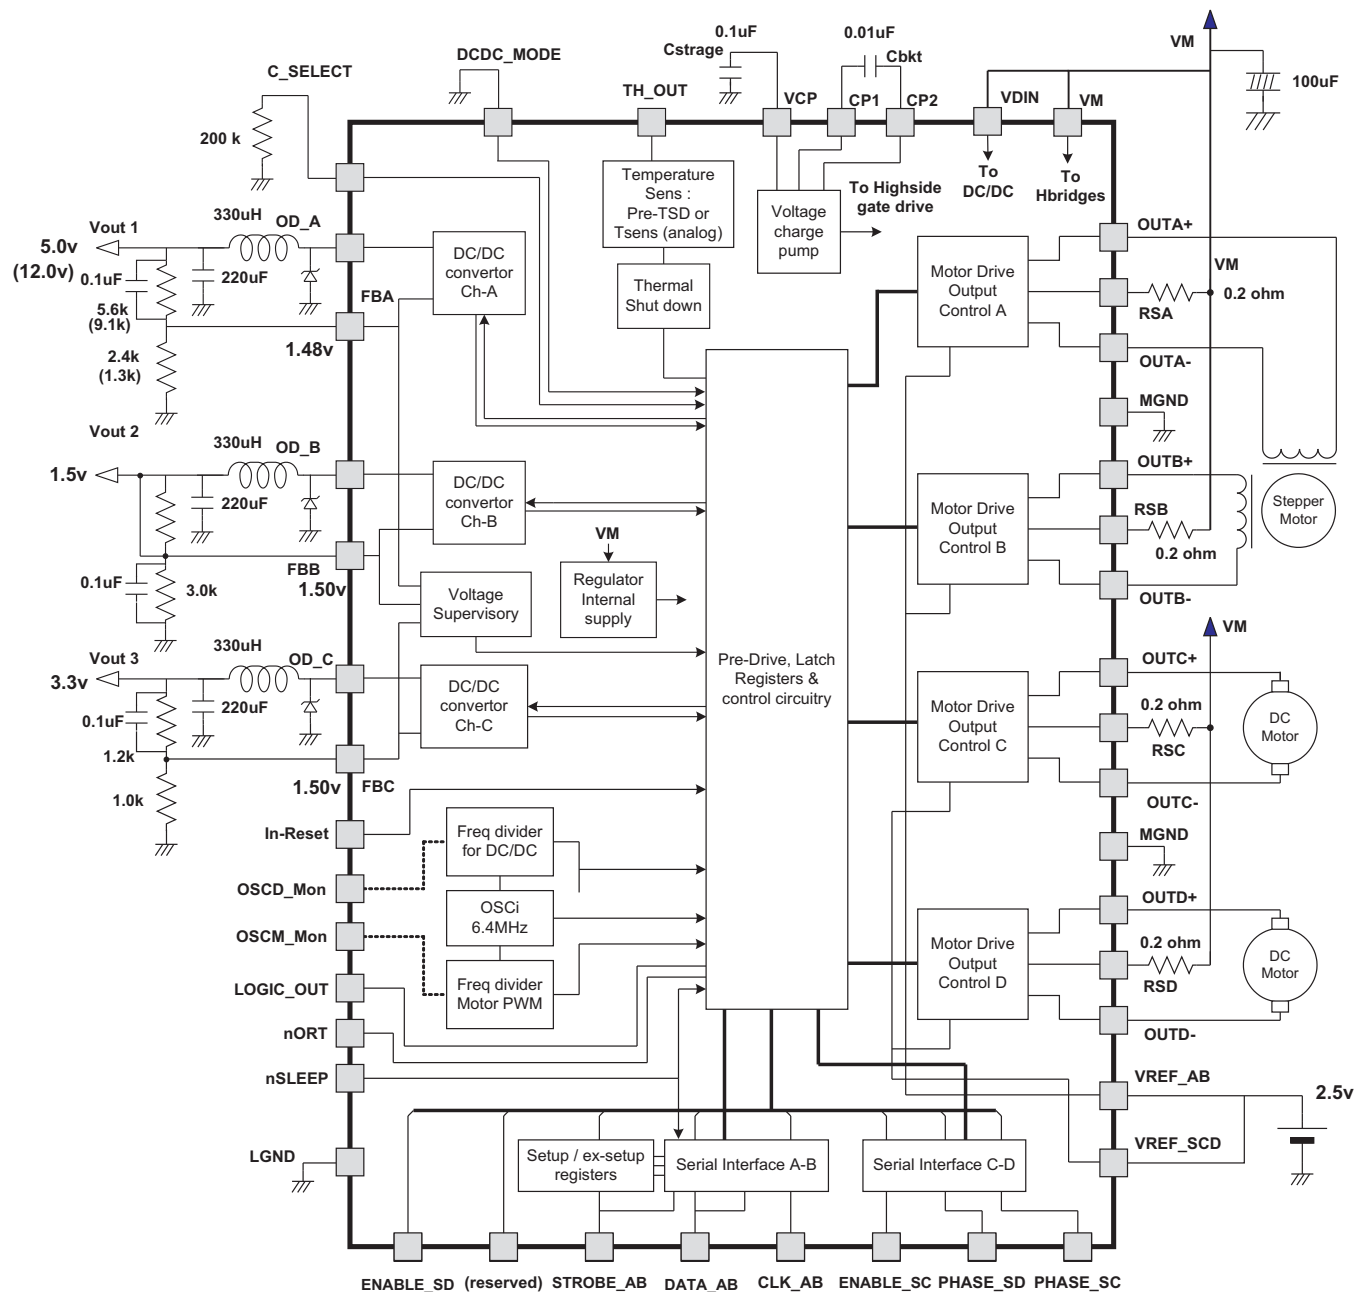 0.1uF
Cstrage
0.01uF
Cbkt
VM
100uF
DCDC_MODE
C_SELECT
TH_OUT
VCP
CP1
CP2
VDIN
VM
200 k
Temperature
Sens :
Pre-TSD or
Tsens (analog)
To Highside
gate drive
To
DC/DC
To
Hbridges
Voltage
charge
pump
Vout 1
330uH
OD_A
5.0v
(12.0v)
0.1uF
220uF
5.6k
(9.1k)
FBA
DC/DC
convertor
Ch-A
Thermal
Shut down
Motor Drive
Output
Control A
OUTA+
VM
0.2 ohm
RSA
OUTA-
1.48v
2.4k
(1.3k)
MGND
Vout 2
330uH
OD_B
1.5v
220uF
DC/DC
convertor
Ch-B
VM
Motor Drive
Output
Control B
OUTB+
RSB
0.2 ohm
OUTB-
Stepper
Motor
0.1uF
3.0k
FBB
1.50v
Voltage
Supervisory
Regulator
Internal
supply
Vout 3
330uH
OD_C
3.3v
0.1uF
220uF
1.2k
DC/DC
convertor
Ch-C
Pre-Drive, Latch
Registers &
control circuitry
Motor Drive
Output
Control C
VM
OUTC+
0.2 ohm
RSC
OUTC-
DC
Motor
1.0k
1.50v
FBC
MGND
In-Reset
Freq divider
for DC/DC
OSCD_Mon
OSCi
6.4MHz
OSCM_Mon
Freq divider
Motor PWM
LOGIC_OUT
nORT
nSLEEP
Motor Drive
Output
Control D
OUTD+
0.2 ohm
RSD
OUTD-
DC
Motor
VREF_AB
2.5v
VREF_SCD
LGND
Setup / ex-setup
registers
Serial Interface A-B
Serial Interface C-D
ENABLE_SD
(reserved)
STROBE_AB
DATA_AB
CLK_AB
ENABLE_SC
PHASE_SD
PHASE_SC